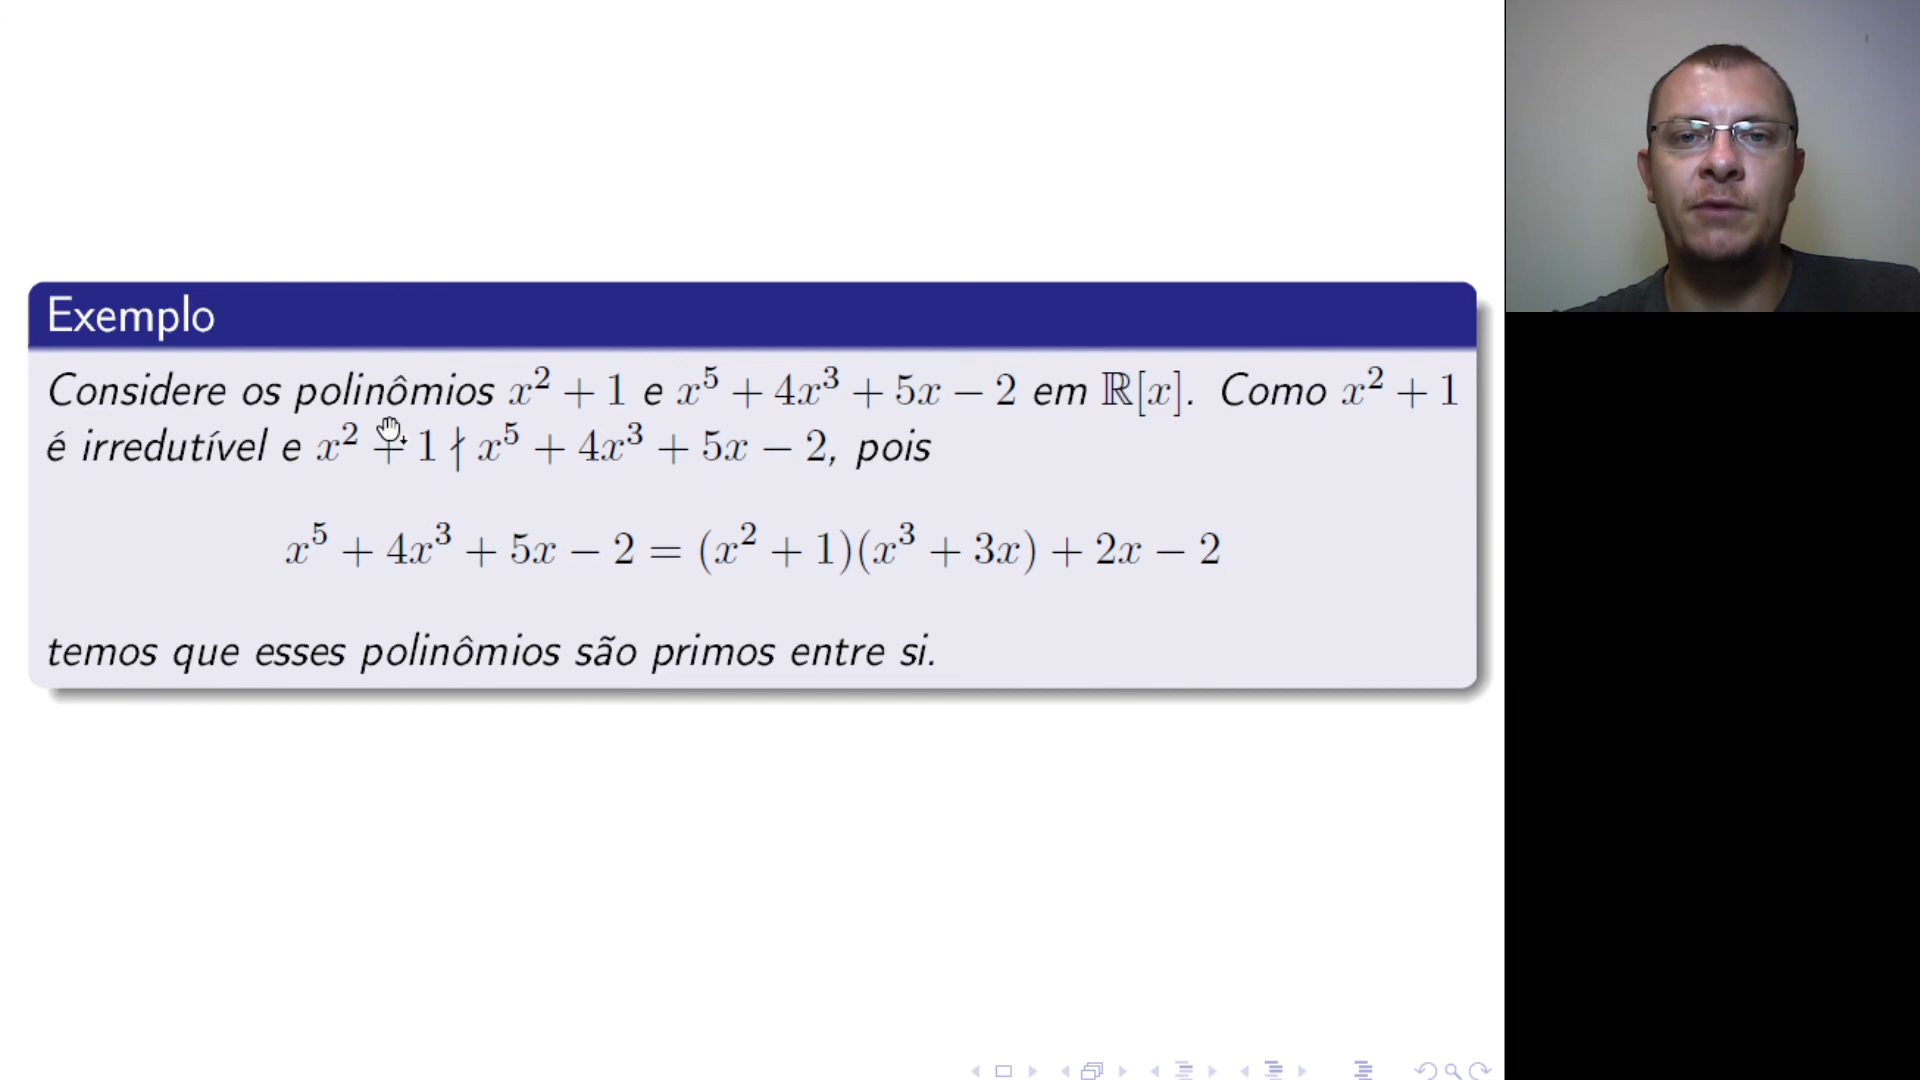 Exemplo
Considere os polinômios x² + 1 e x⁵ + 4x³ + 5x − 2 em ℝ[x]. Como x² + 1
é irredutível e x² + 1 ∤ x⁵ + 4x³ + 5x − 2, pois
x⁵ + 4x³ + 5x − 2 = (x² + 1)(x³ + 3x) + 2x − 2
temos que esses polinômios são primos entre si.